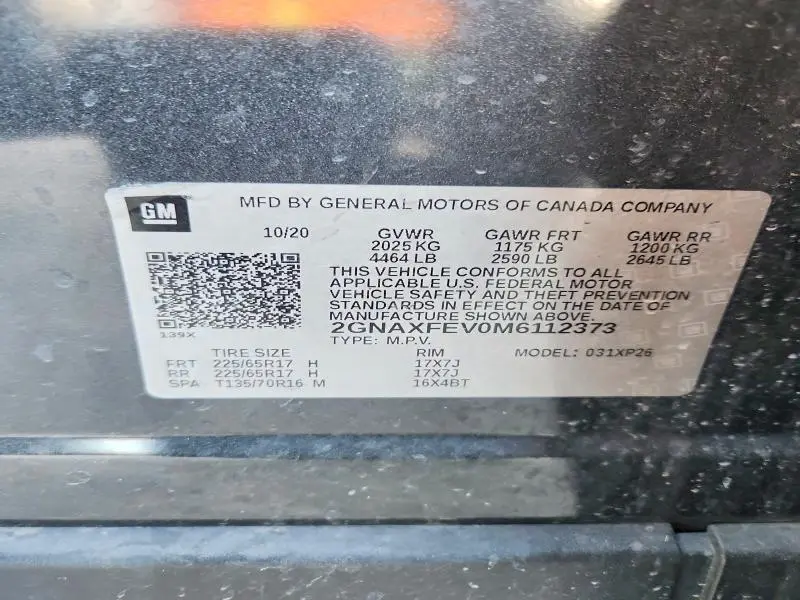 GM
MFD BY GENERAL MOTORS OF CANADA COMPANY
10/20 GVWR GAWR FRT GAWR RR
2025 KG 1175 KG 1200 KG
4464 LB 2590 LB 2645 LB
THIS VEHICLE CONFORMS TO ALL
APPLICABLE U.S. FEDERAL MOTOR
VEHICLE SAFETY AND THEFT PREVENTION
STANDARDS IN EFFECT ON THE DATE OF
MANUFACTURE SHOWN ABOVE.
139X
2GNAXFEV0M6112373
TYPE: M.P.V.
TIRE SIZE RIM MODEL: 031XP26
FRT 225/65R17 H 17X7J
RR 225/65R17 H 17X7J
SPA T135/70R16 M 16X4BT